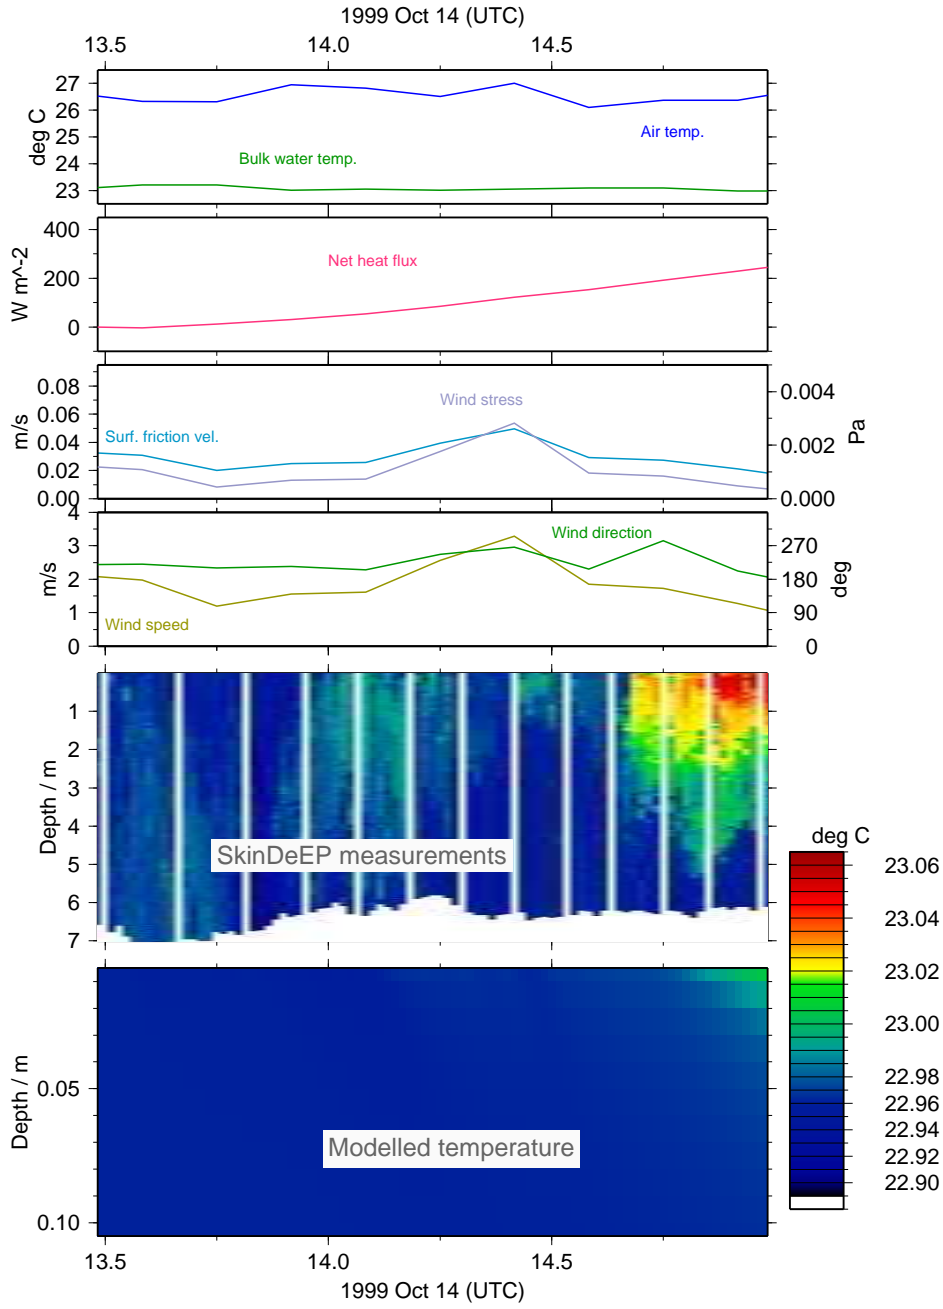 1999 Oct 14 (UTC)
13.5 14.0 14.5
27
26
25
24
23
deg C
Air temp.
Bulk water temp.
400
200
0
W m^-2
Net heat flux
0.08
0.06
0.04
0.02
0.00
m/s
0.004
0.002
0.000
Pa
Wind stress
Surf. friction vel.
4
3
2
1
0
m/s
270
180
90
0
deg
Wind direction
Wind speed
1
2
3
4
5
6
7
Depth / m
SkinDeEP measurements
deg C
23.06
23.04
23.02
23.00
22.98
22.96
22.94
22.92
22.90
0.05
0.10
Depth / m
Modelled temperature
13.5 14.0 14.5
1999 Oct 14 (UTC)